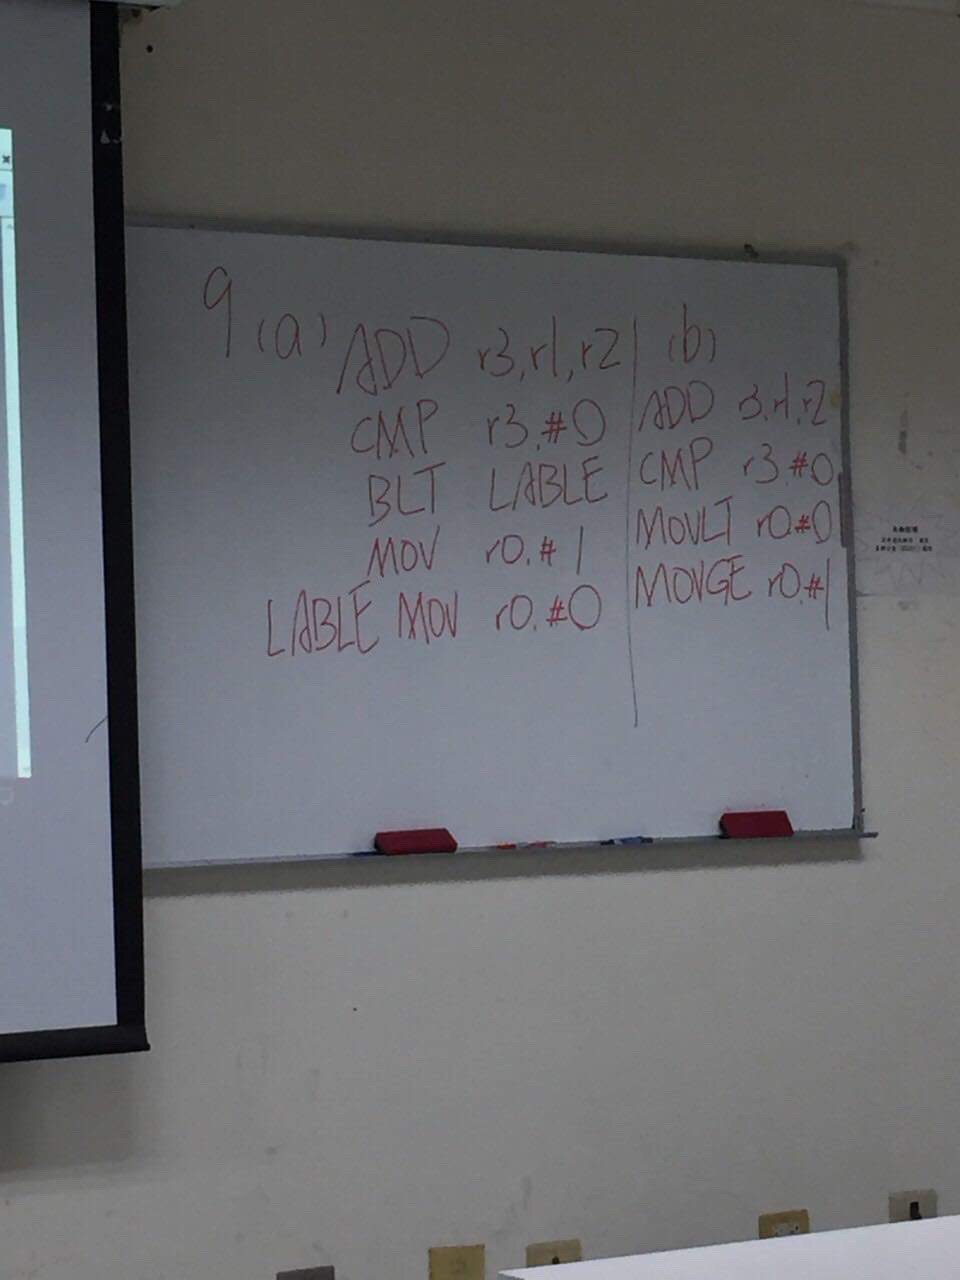 9 (a) ADD r3, r1, r2
CMP r3, #0
BLT LABLE
MOV r0, #1
LABLE MOV r0, #0
(b)
ADD r3, r1, r2
CMP r3, #0
MOVLT r0, #0
MOVGE r0, #1